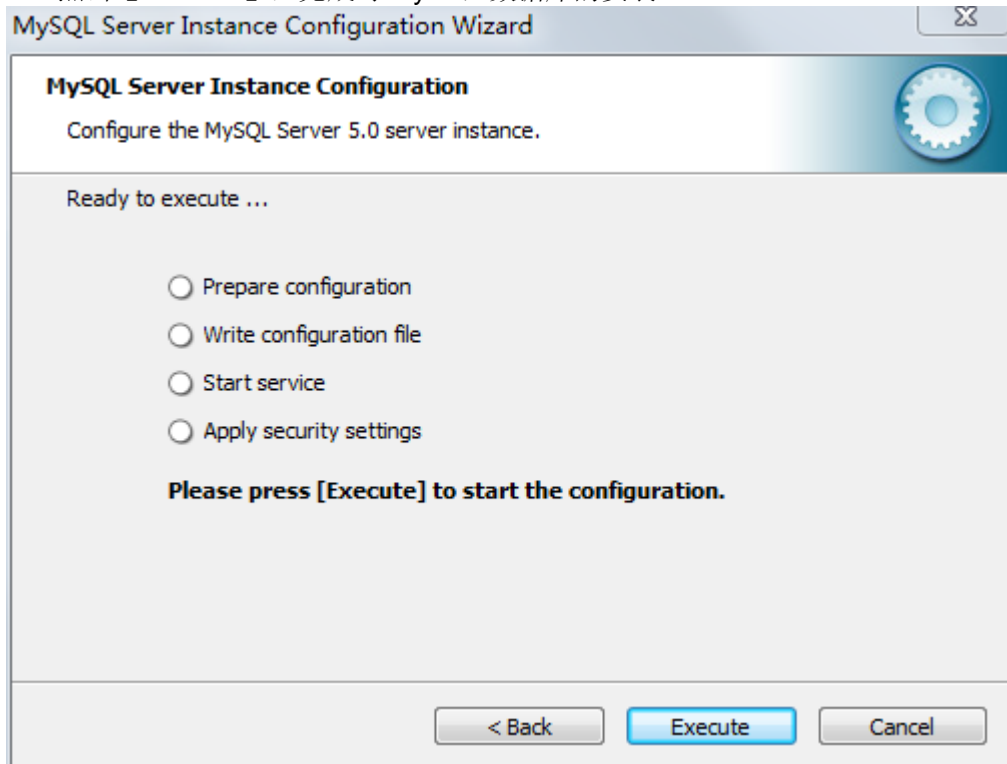 MySQL Server Instance Configuration Wizard
MySQL Server Instance Configuration
Configure the MySQL Server 5.0 server instance.
Ready to execute ...
Prepare configuration
Write configuration file
Start service
Apply security settings
Please press [Execute] to start the configuration.
< Back
Execute
Cancel